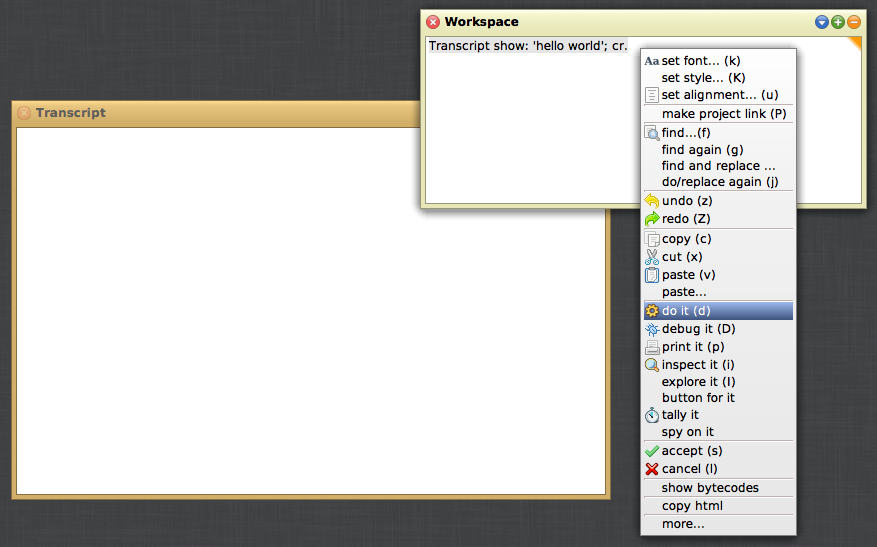 Workspace
Transcript show: 'hello world'; cr.
Transcript
Aa set font... (k)
set style... (K)
set alignment... (u)
make project link (P)
find...(f)
find again (g)
find and replace ...
do/replace again (j)
undo (z)
redo (Z)
copy (c)
cut (x)
paste (v)
paste...
do it (d)
debug it (D)
print it (p)
inspect it (i)
explore it (I)
button for it
tally it
spy on it
accept (s)
cancel (l)
show bytecodes
copy html
more...